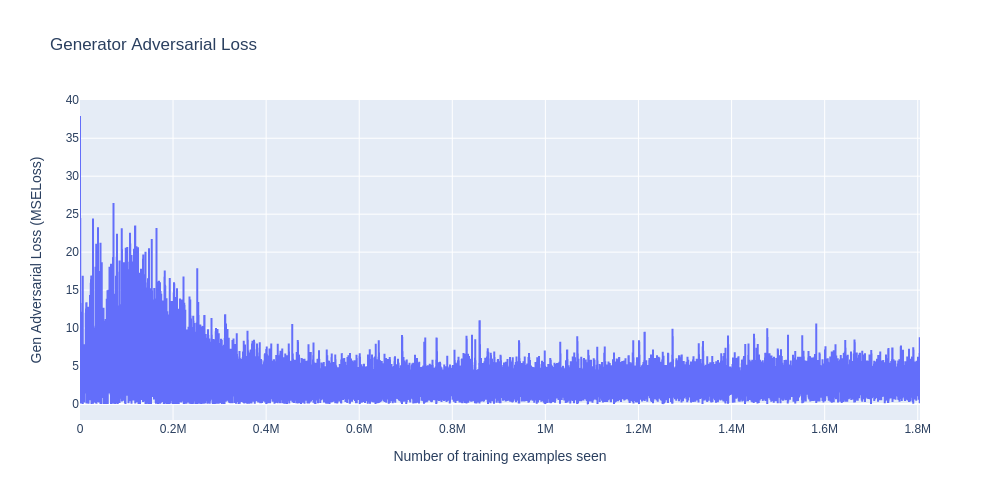 Generator Adversarial Loss
Gen Adversarial Loss (MSELoss)
40
35
30
25
20
15
10
5
0
0
0.2M
0.4M
0.6M
0.8M
1M
1.2M
1.4M
1.6M
1.8M
Number of training examples seen